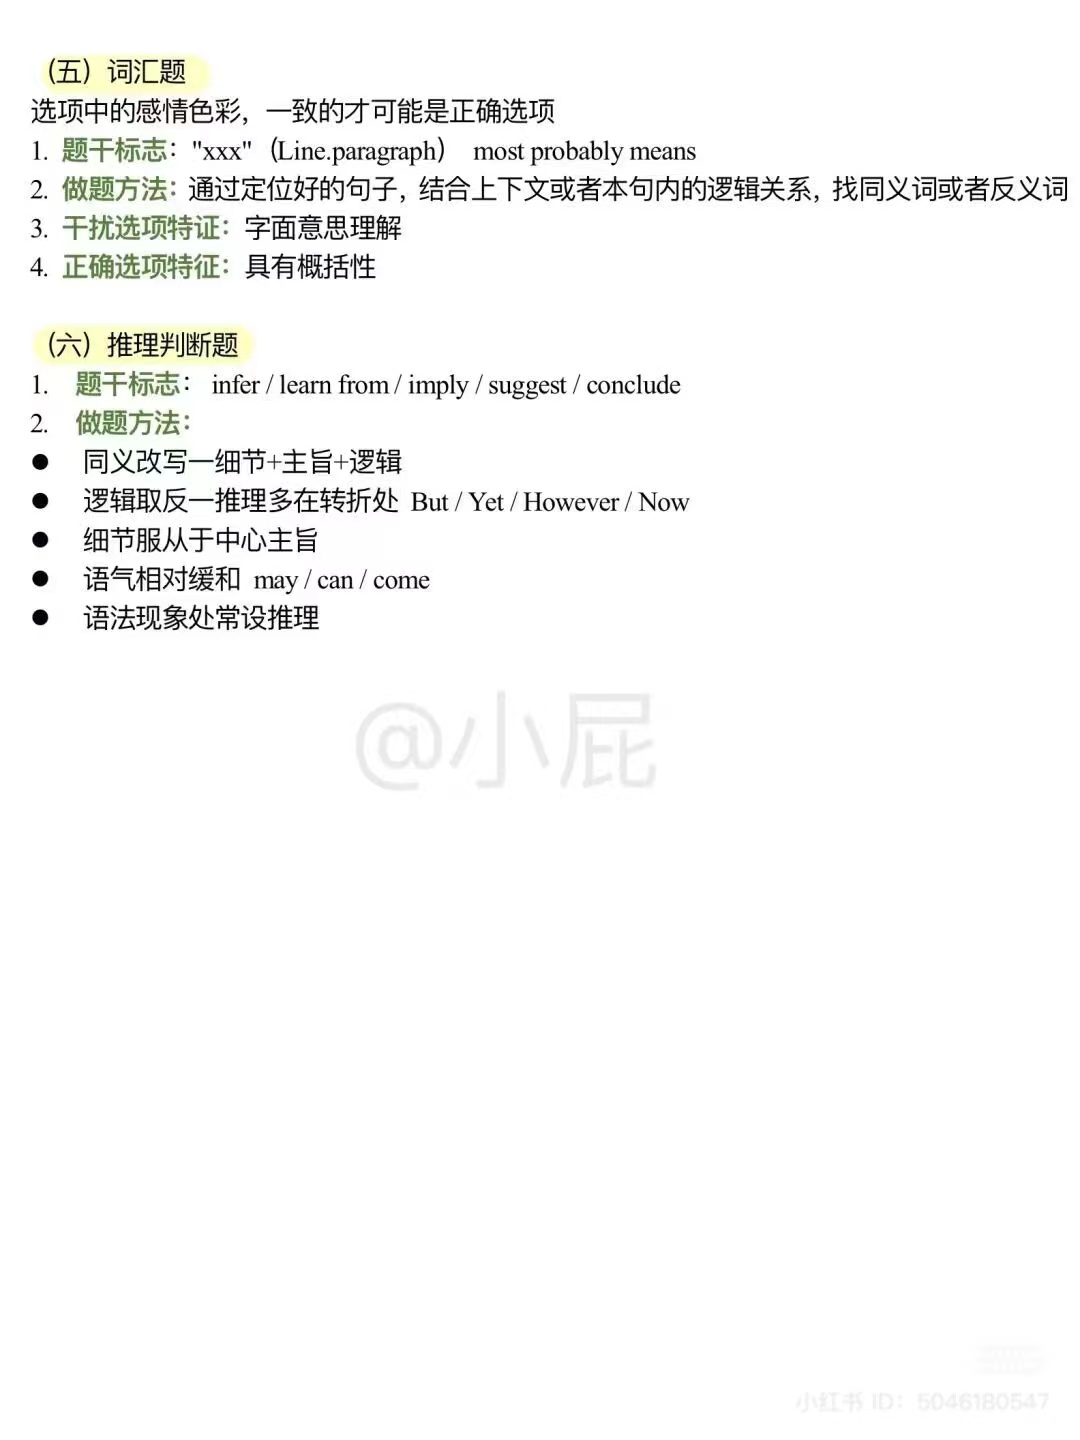 （五）词汇题
选项中的感情色彩，一致的才可能是正确选项
1. 题干标志："xxx"（Line.paragraph） most probably means
2. 做题方法：通过定位好的句子，结合上下文或者本句内的逻辑关系，找同义词或者反义词
3. 干扰选项特证：字面意思理解
4. 正确选项特征：具有概括性
（六）推理判断题
1. 题干标志： infer / learn from / imply / suggest / conclude
2. 做题方法：
● 同义改写一细节+主旨+逻辑
● 逻辑取反一推理多在转折处 But / Yet / However / Now
● 细节服从于中心主旨
● 语气相对缓和 may / can / come
● 语法现象处常设推理
@小屁
小红书 ID：5046180547